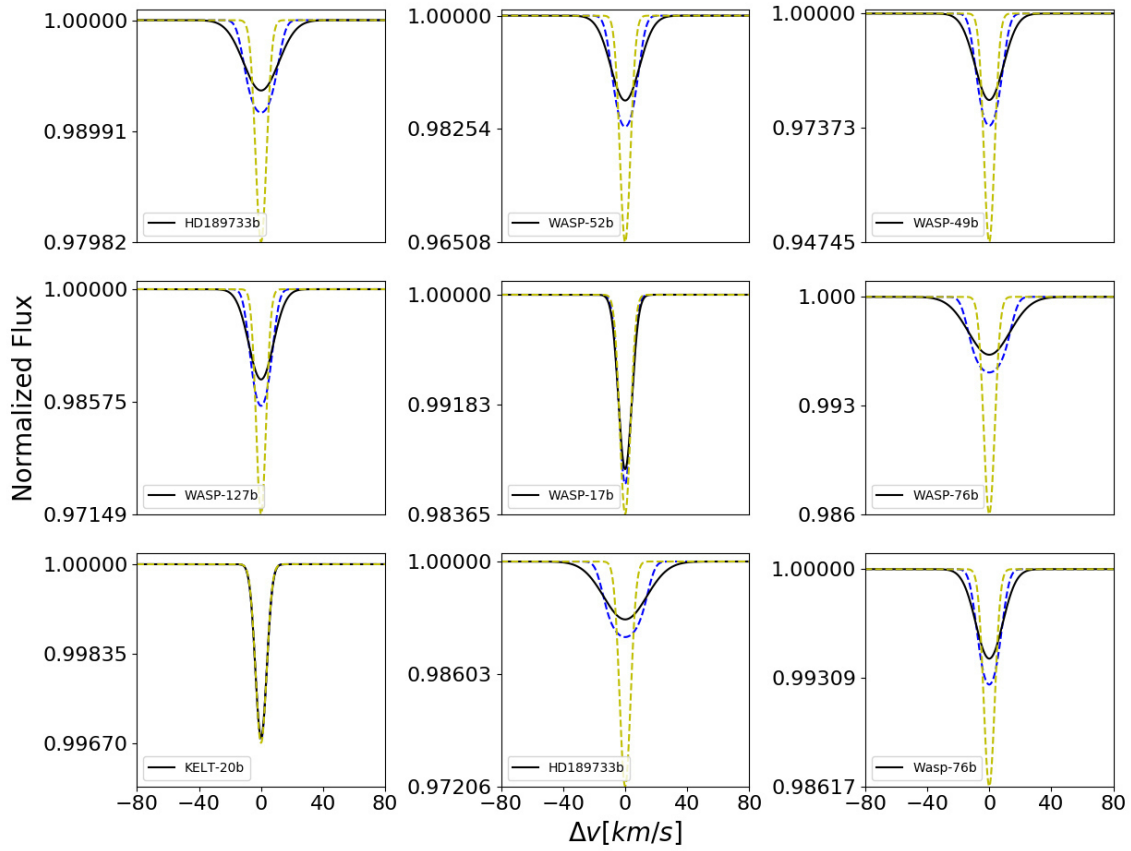 1.00000
0.98991
0.97982
HD189733b
1.00000
0.98254
0.96508
WASP-52b
1.00000
0.97373
0.94745
WASP-49b
Normalized Flux
1.00000
0.98575
0.97149
WASP-127b
1.00000
0.99183
0.98365
WASP-17b
1.000
0.993
0.986
WASP-76b
1.00000
0.99835
0.99670
KELT-20b
−80 0 40 80
1.00000
0.98603
0.97206
HD189733b
−80 0 40 80
1.00000
0.99309
0.98617
Wasp-76b
−80 0 40 80
Δv[km/s]